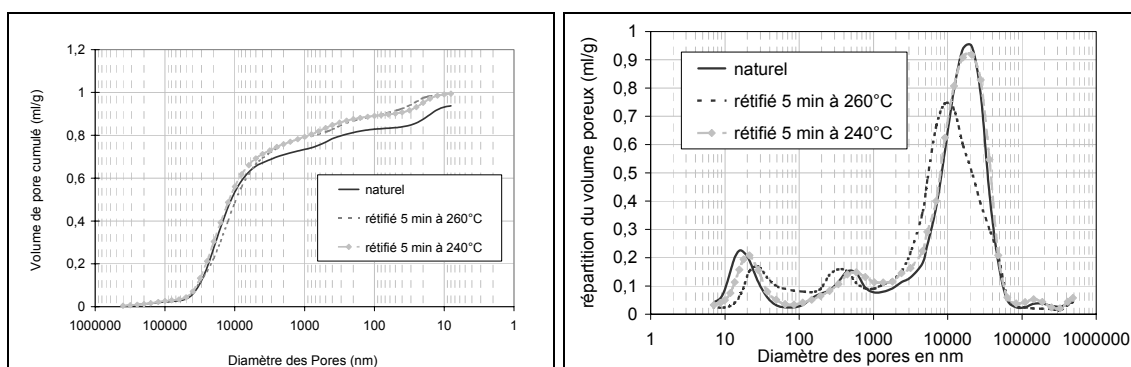 1,2
1
0,8
0,6
0,4
0,2
0
1000000 100000 10000 1000 100 10 1
Volume de pore cumulé (ml/g)
Diamètre des Pores (nm)
naturel
rétifié 5 min à 260°C
rétifié 5 min à 240°C
1
0,9
0,8
0,7
0,6
0,5
0,4
0,3
0,2
0,1
0
1 10 100 1000 10000 100000 1000000
répartition du volume poreux (ml/g)
Diamètre des pores en nm
naturel
rétifié 5 min à 260°C
rétifié 5 min à 240°C